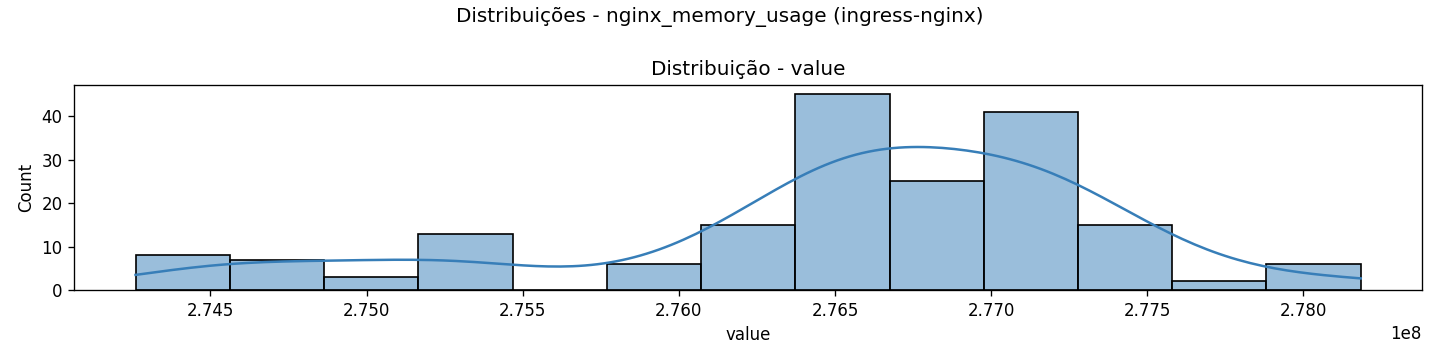 Distribuições - nginx_memory_usage (ingress-nginx)
Distribuição - value
40
30
20
10
0
Count
2.745 2.750 2.755 2.760 2.765 2.770 2.775 2.780
value
1e8